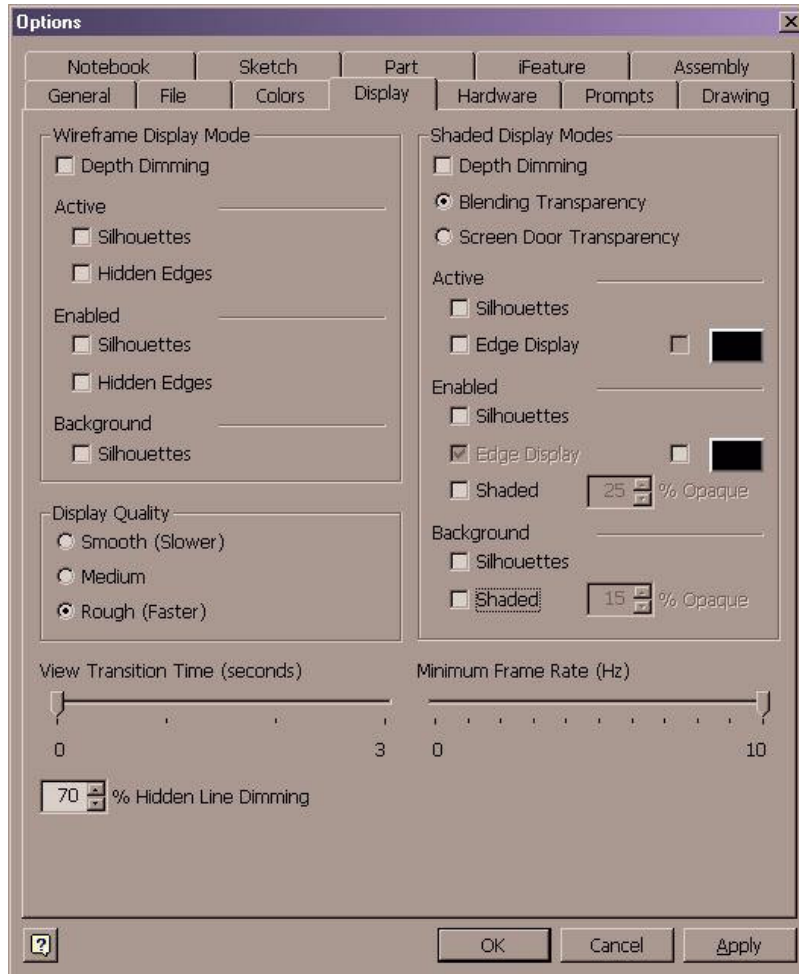 Options
Notebook Sketch Part iFeature Assembly
General File Colors Display Hardware Prompts Drawing
Wireframe Display Mode
Depth Dimming
Active
Silhouettes
Hidden Edges
Enabled
Silhouettes
Hidden Edges
Background
Silhouettes
Display Quality
Smooth (Slower)
Medium
Rough (Faster)
Shaded Display Modes
Depth Dimming
Blending Transparency
Screen Door Transparency
Active
Silhouettes
Edge Display
Enabled
Silhouettes
Edge Display
Shaded 25 % Opaque
Background
Silhouettes
Shaded 15 % Opaque
View Transition Time (seconds)
0 3
Minimum Frame Rate (Hz)
0 10
70 % Hidden Line Dimming
?
OK Cancel Apply